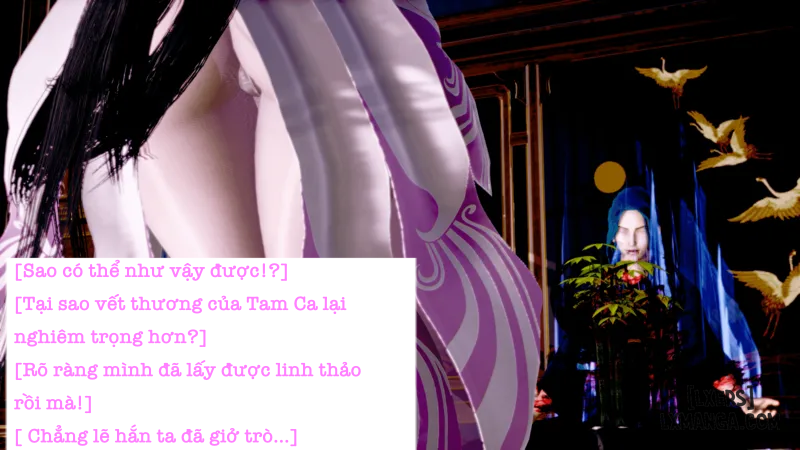 [Sao có thể như vậy được!?]
[Tại sao vết thương của Tam Ca lại
nghiêm trọng hơn?]
[Rõ ràng mình đã lấy được linh thảo
rồi mà!]
[ Chẳng lẽ hắn ta đã giở trò...]